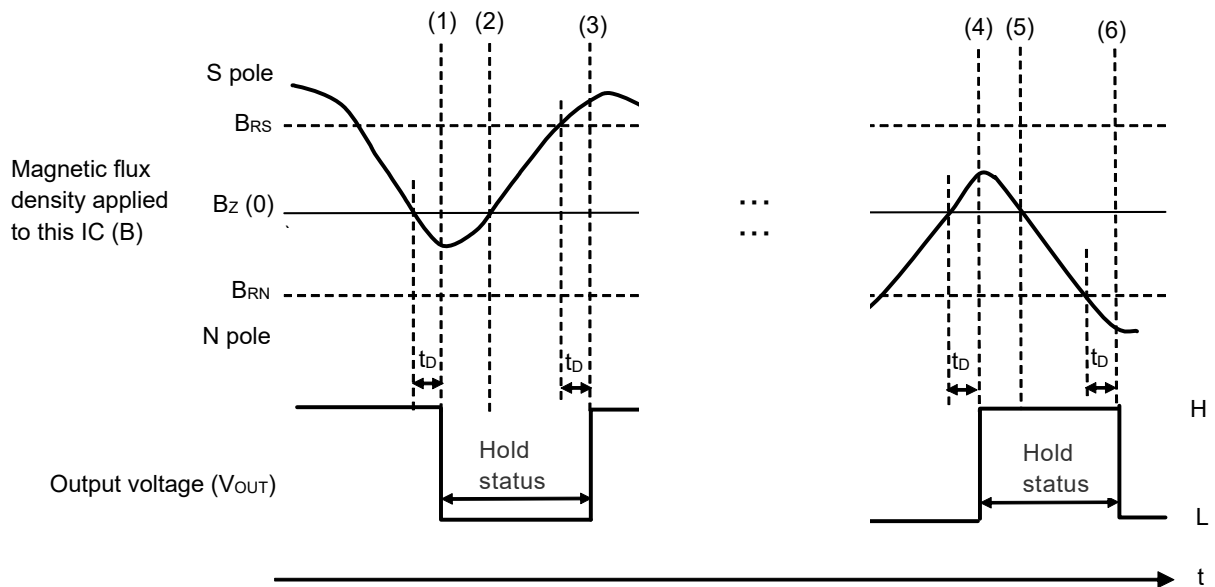 (1)
(2)
(3)
(4)
(5)
(6)
S pole
BRS
Magnetic flux
density applied
to this IC (B)
BZ (0)
...
...
BRN
N pole
tD
tD
tD
tD
H
Hold
status
Hold
status
Output voltage (VOUT)
L
t